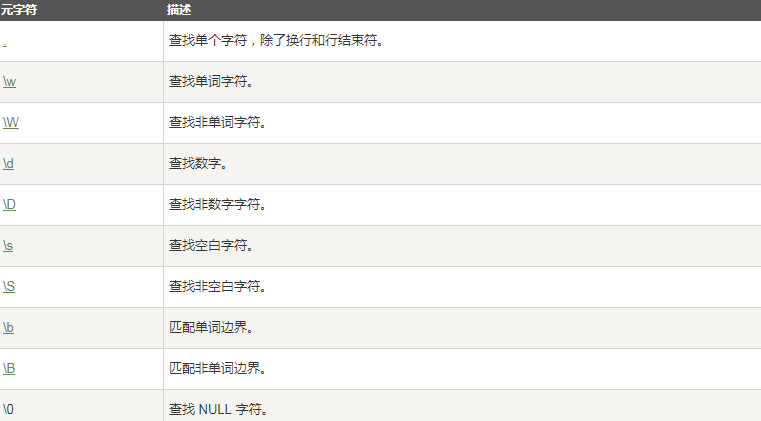 元字符 描述
. 查找单个字符，除了换行和行结束符。
\w 查找单词字符。
\W 查找非单词字符。
\d 查找数字。
\D 查找非数字字符。
\s 查找空白字符。
\S 查找非空白字符。
\b 匹配单词边界。
\B 匹配非单词边界。
\0 查找 NULL 字符。